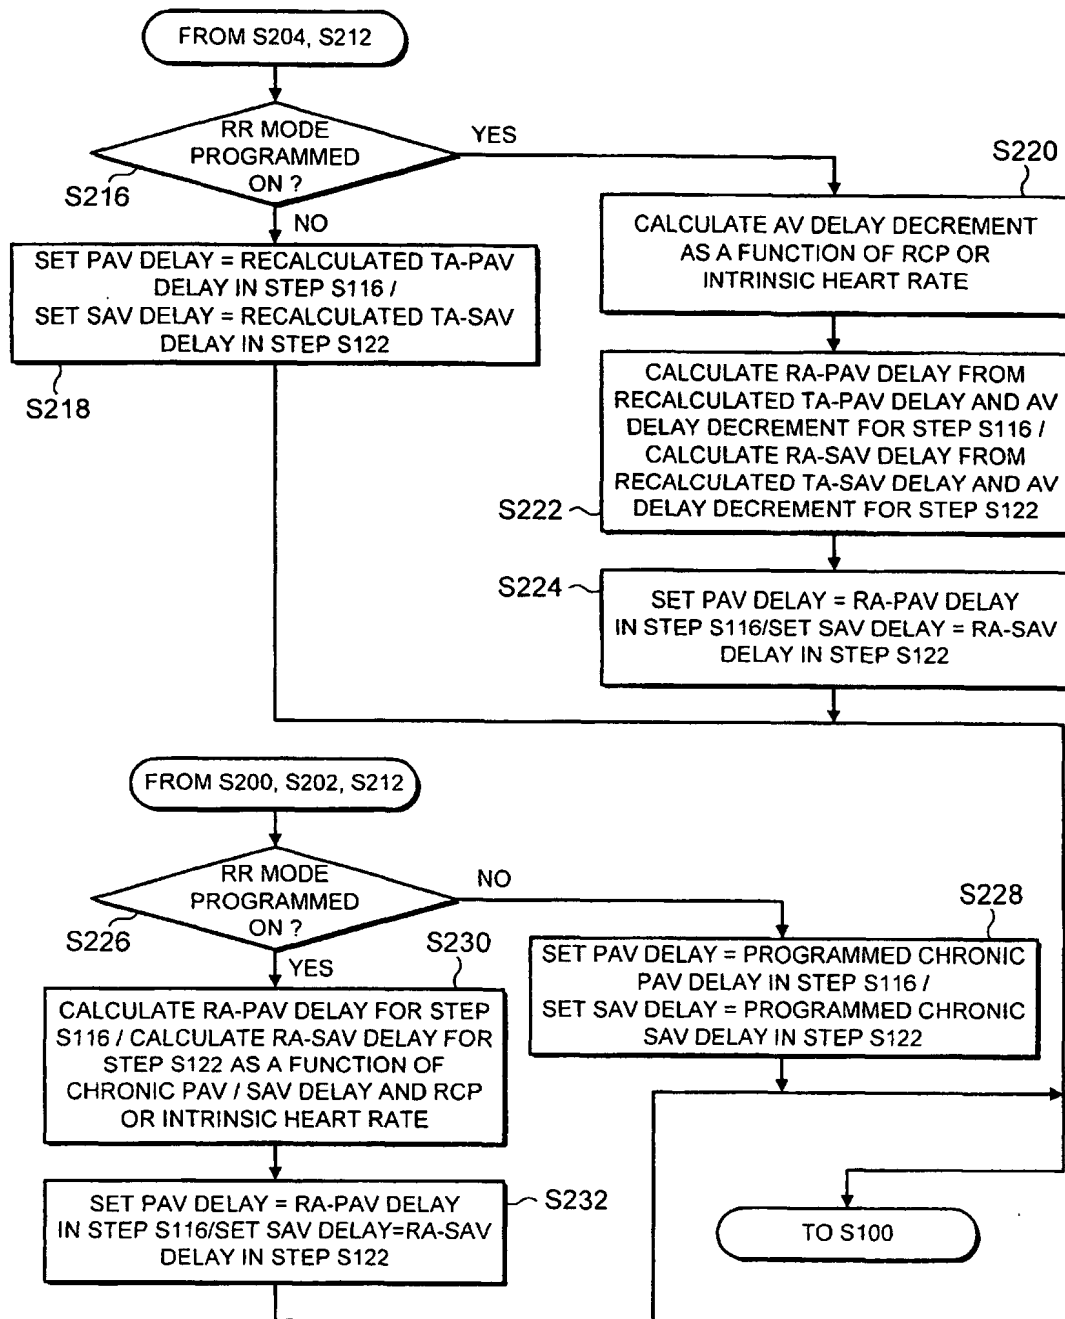 FROM S204, S212
RR MODE
PROGRAMMED
ON ?
S216
YES
NO
SET PAV DELAY = RECALCULATED TA-PAV
DELAY IN STEP S116 /
SET SAV DELAY = RECALCULATED TA-SAV
DELAY IN STEP S122
S218
S220
CALCULATE AV DELAY DECREMENT
AS A FUNCTION OF RCP OR
INTRINSIC HEART RATE
CALCULATE RA-PAV DELAY FROM
RECALCULATED TA-PAV DELAY AND AV
DELAY DECREMENT FOR STEP S116 /
CALCULATE RA-SAV DELAY FROM
RECALCULATED TA-SAV DELAY AND AV
DELAY DECREMENT FOR STEP S122
S222
S224
SET PAV DELAY = RA-PAV DELAY
IN STEP S116/SET SAV DELAY = RA-SAV
DELAY IN STEP S122
FROM S200, S202, S212
RR MODE
PROGRAMMED
ON ?
S226
NO
YES
S228
SET PAV DELAY = PROGRAMMED CHRONIC
PAV DELAY IN STEP S116 /
SET SAV DELAY = PROGRAMMED CHRONIC
SAV DELAY IN STEP S122
S230
CALCULATE RA-PAV DELAY FOR STEP
S116 / CALCULATE RA-SAV DELAY FOR
STEP S122 AS A FUNCTION OF
CHRONIC PAV / SAV DELAY AND RCP
OR INTRINSIC HEART RATE
SET PAV DELAY = RA-PAV DELAY
IN STEP S116/SET SAV DELAY=RA-SAV
DELAY IN STEP S122
S232
TO S100